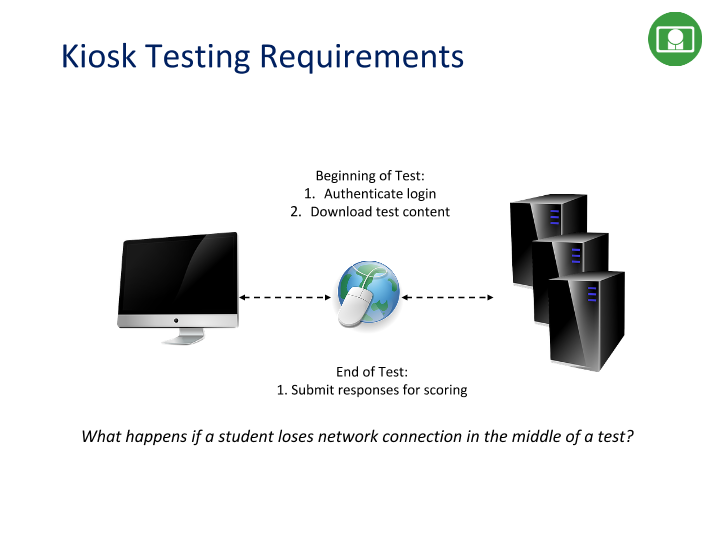 Kiosk Testing Requirements
Beginning of Test:
1. Authenticate login
2. Download test content
End of Test:
1. Submit responses for scoring
What happens if a student loses network connection in the middle of a test?